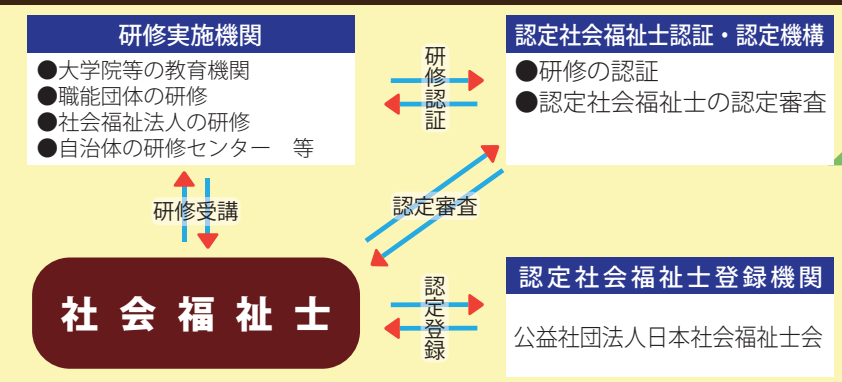 研修実施機関
●大学院等の教育機関
●職能団体の研修
●社会福祉法人の研修
●自治体の研修センター　等
研修認証
認定社会福祉士認証・認定機構
●研修の認証
●認定社会福祉士の認定審査
研修受講
認定審査
社会福祉士
認定登録
認定社会福祉士登録機関
公益社団法人日本社会福祉士会